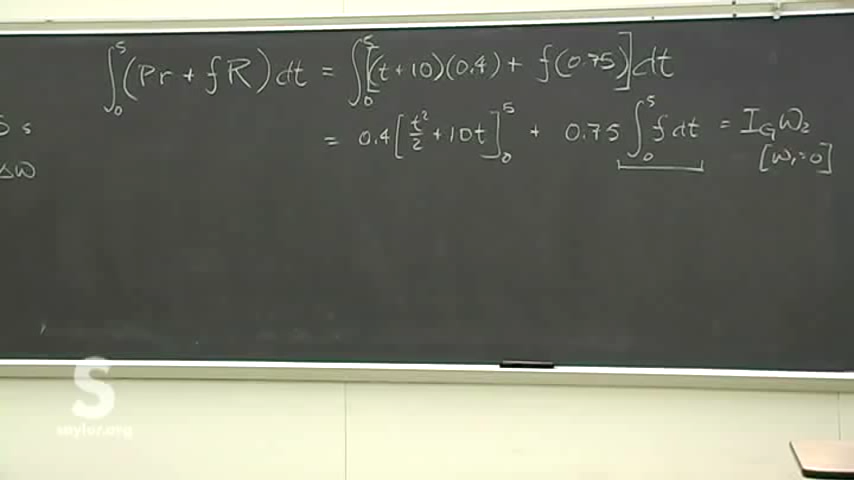 ∫₀⁵ (Pr + fR) dt = ∫₀⁵ [(t+10)(0.4) + f(0.75)] dt
= 0.4 [t²/2 + 10t]₀⁵ + 0.75 ∫₀⁵ f dt = I_G ω₂
[ω₁=0]
s
Δω
S
saylor.org